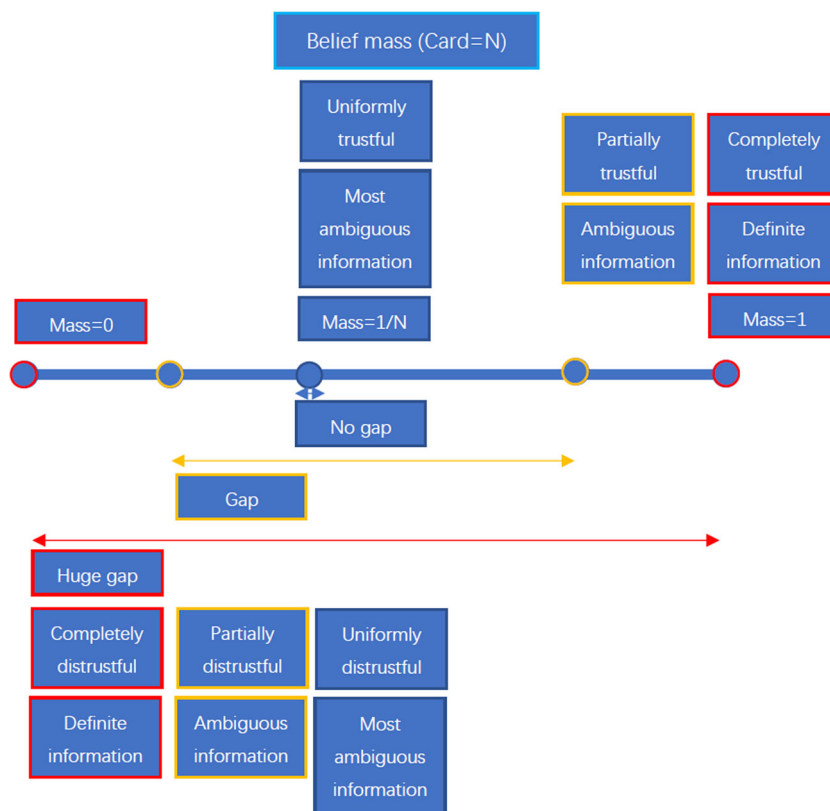 Belief mass (Card=N)
Uniformly
trustful
Partially
trustful
Completely
trustful
Most
ambiguous
information
Ambiguous
information
Definite
information
Mass=0
Mass=1/N
Mass=1
No gap
Gap
Huge gap
Completely
distrustful
Partially
distrustful
Uniformly
distrustful
Definite
information
Ambiguous
information
Most
ambiguous
information